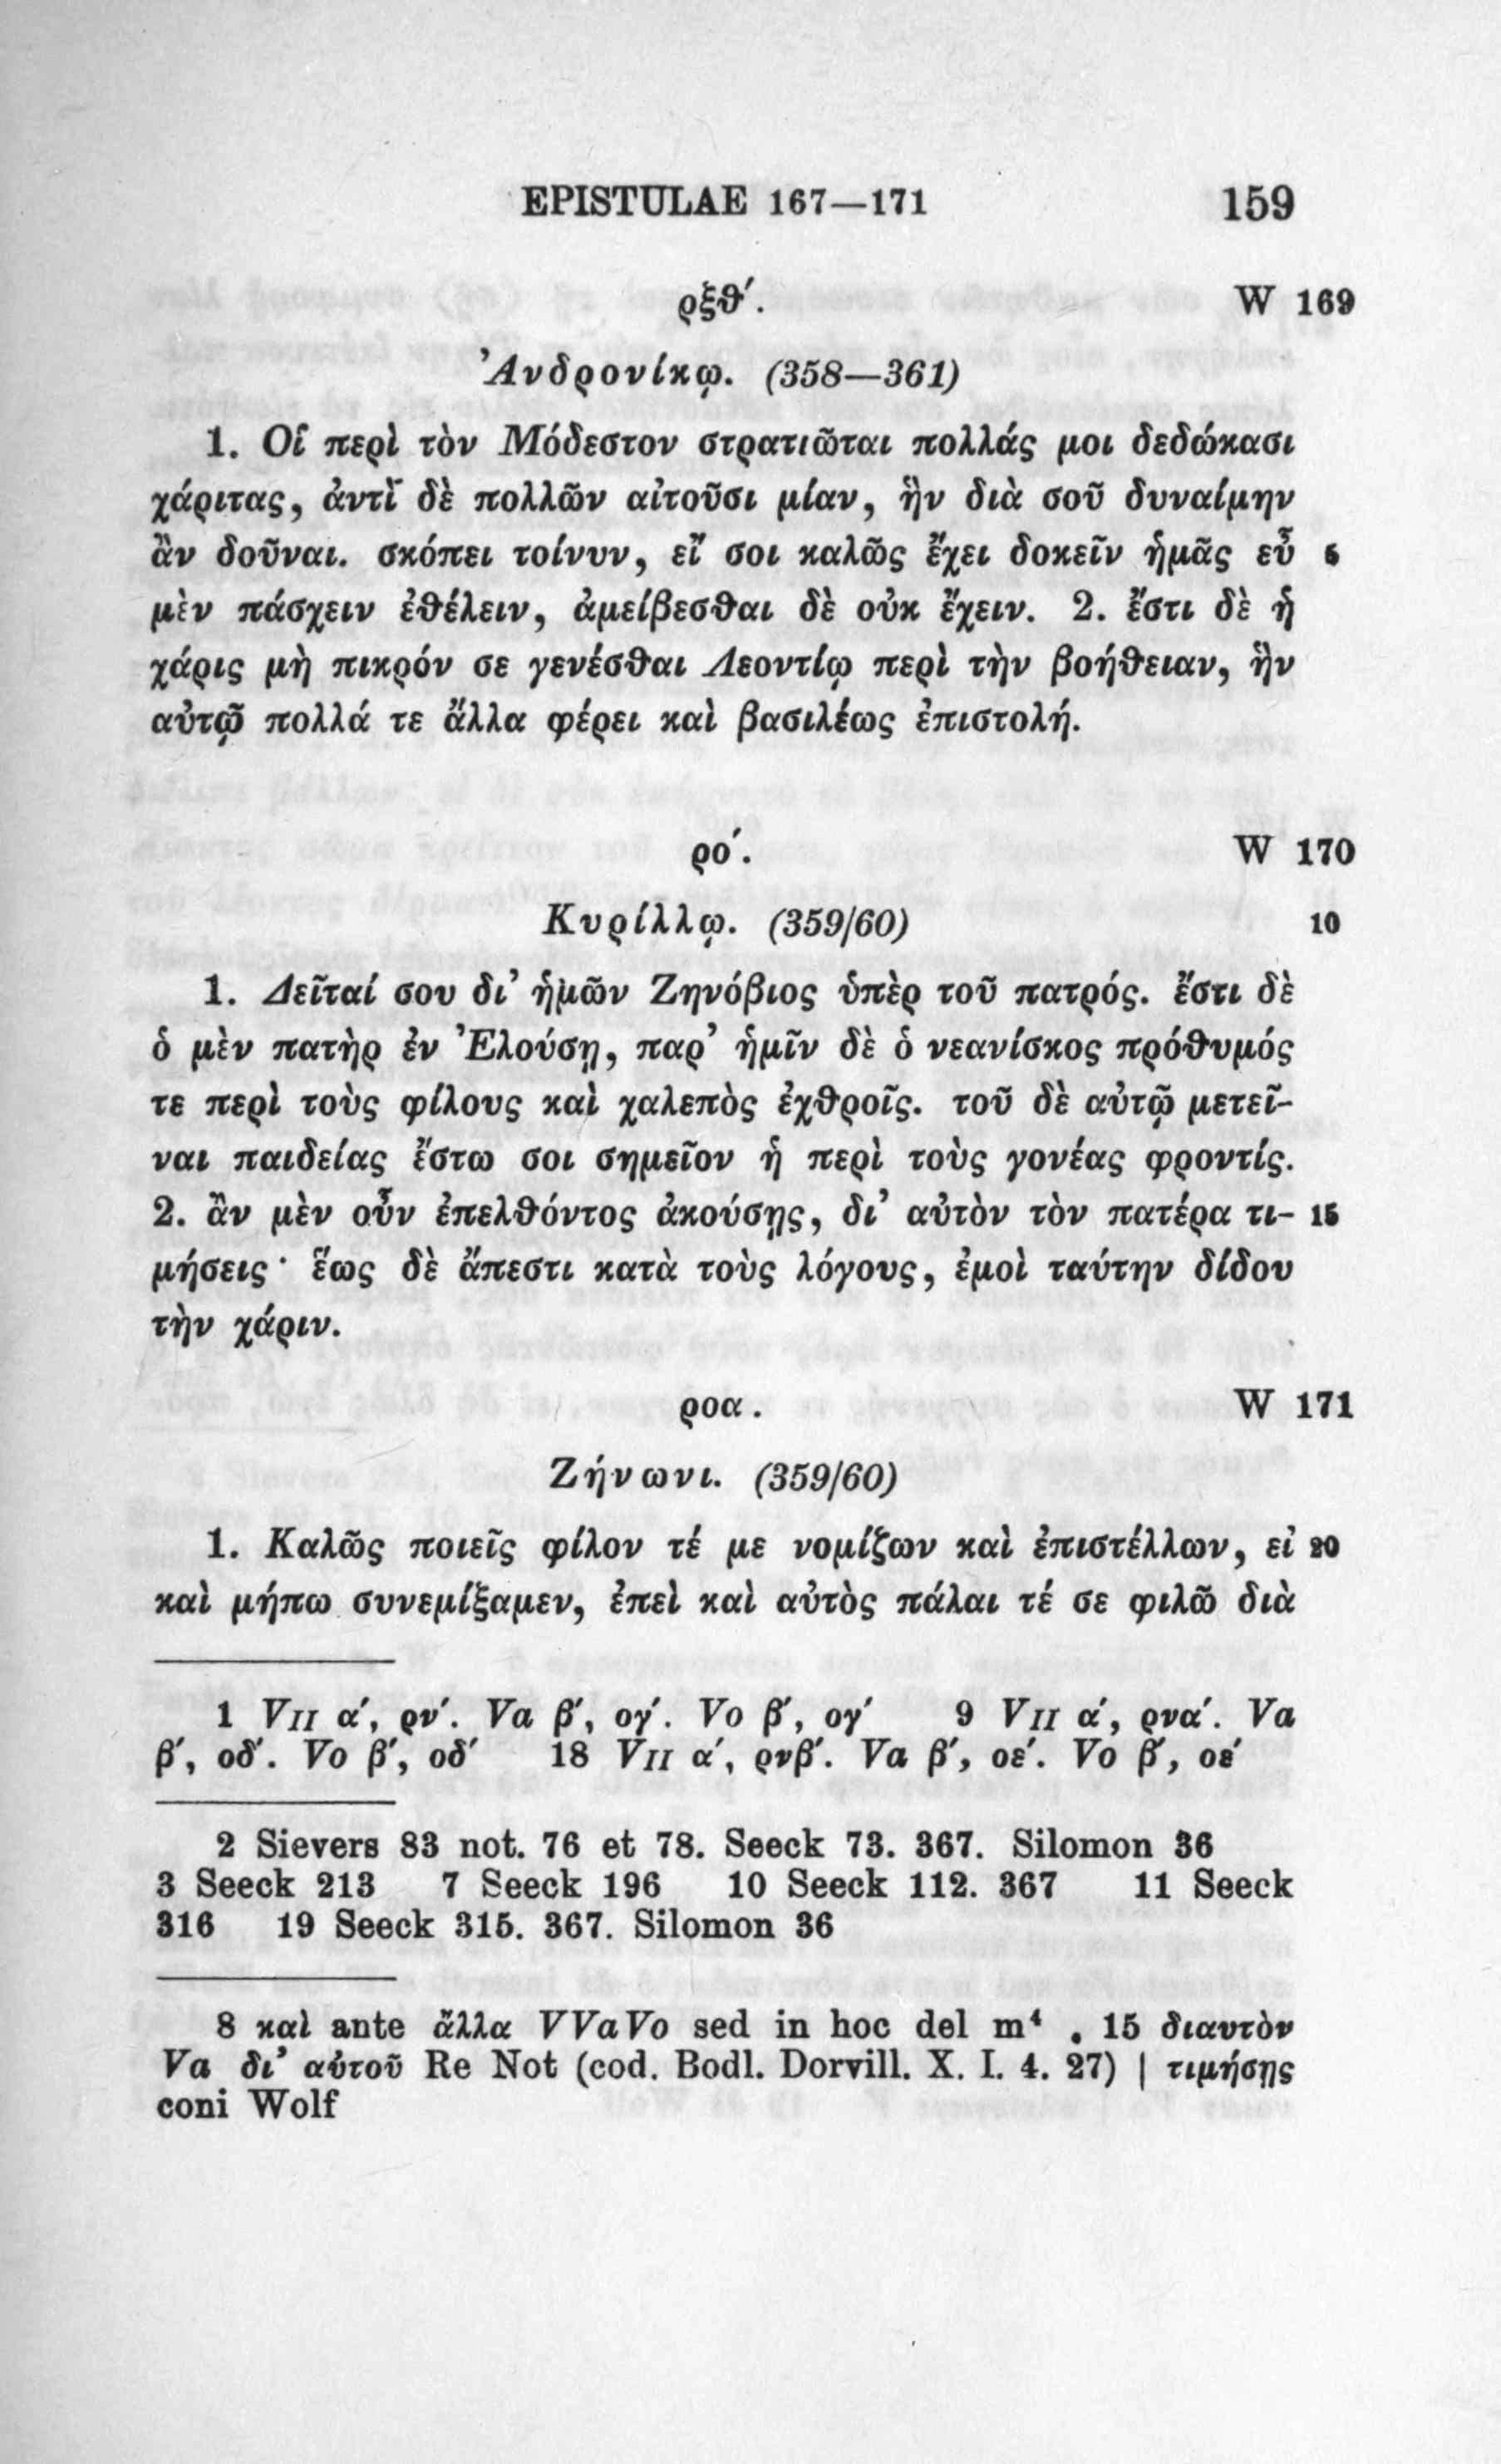 EPISTULAE 167—171 159
ρξθ′. W 169
Ἀνδρονίκῳ. (358—361)
1. Οἱ περὶ τὸν Μόδεστον στρατιῶται πολλάς μοι δεδώκασι
χάριτας, ἀντὶ δὲ πολλῶν αἰτοῦσι μίαν, ἣν διὰ σοῦ δυναίμην
ἂν δοῦναι. σκόπει τοίνυν, εἴ σοι καλῶς ἔχει δοκεῖν ἡμᾶς εὖ 5
μὲν πάσχειν ἐθέλειν, ἀμείβεσθαι δὲ οὐκ ἔχειν. 2. ἔστι δὲ ἡ
χάρις μὴ πικρόν σε γενέσθαι Λεοντίῳ περὶ τὴν βοήθειαν, ἣν
αὐτῷ πολλά τε ἄλλα φέρει καὶ βασιλέως ἐπιστολή.
ρο′. W 170
Κυρίλλῳ. (359/60) 10
1. Δεῖταί σου δι’ ἡμῶν Ζηνόβιος ὑπὲρ τοῦ πατρός. ἔστι δὲ
ὁ μὲν πατὴρ ἐν Ἐλούσῃ, παρ’ ἡμῖν δὲ ὁ νεανίσκος πρόθυμός
τε περὶ τοὺς φίλους καὶ χαλεπὸς ἐχθροῖς. τοῦ δὲ αὐτῷ μετεῖ-
ναι παιδείας ἔστω σοι σημεῖον ἡ περὶ τοὺς γονέας φροντίς.
2. ἂν μὲν οὖν ἐπελθόντος ἀκούσῃς, δι’ αὐτὸν τὸν πατέρα τι- 15
μήσεις· ἕως δὲ ἄπεστι κατὰ τοὺς λόγους, ἐμοὶ ταύτην δίδου
τὴν χάριν.
ροα. W 171
Ζήνωνι. (359/60)
1. Καλῶς ποιεῖς φίλον τέ με νομίζων καὶ ἐπιστέλλων, εἰ 20
καὶ μήπω συνεμίξαμεν, ἐπεὶ καὶ αὐτὸς πάλαι τέ σε φιλῶ διὰ
1 VII α′, ρν′. Va β′, ογ′. Vo β′, ογ′ 9 VII α′, ρνα′. Va
β′, οδ′. Vo β′, οδ′ 18 VII α′, ρνβ′. Va β′, οε′. Vo β′, οε′
2 Sievers 83 not. 76 et 78. Seeck 73. 367. Silomon 36
3 Seeck 213 7 Seeck 196 10 Seeck 112. 367 11 Seeck
316 19 Seeck 315. 367. Silomon 36
8 καὶ ante ἄλλα VVaVo sed in hoc del m⁴ . 15 διαυτὸν
Va δι’ αὐτοῦ Re Not (cod. Bodl. Dorvill. X. I. 4. 27) | τιμήσῃς
coni Wolf